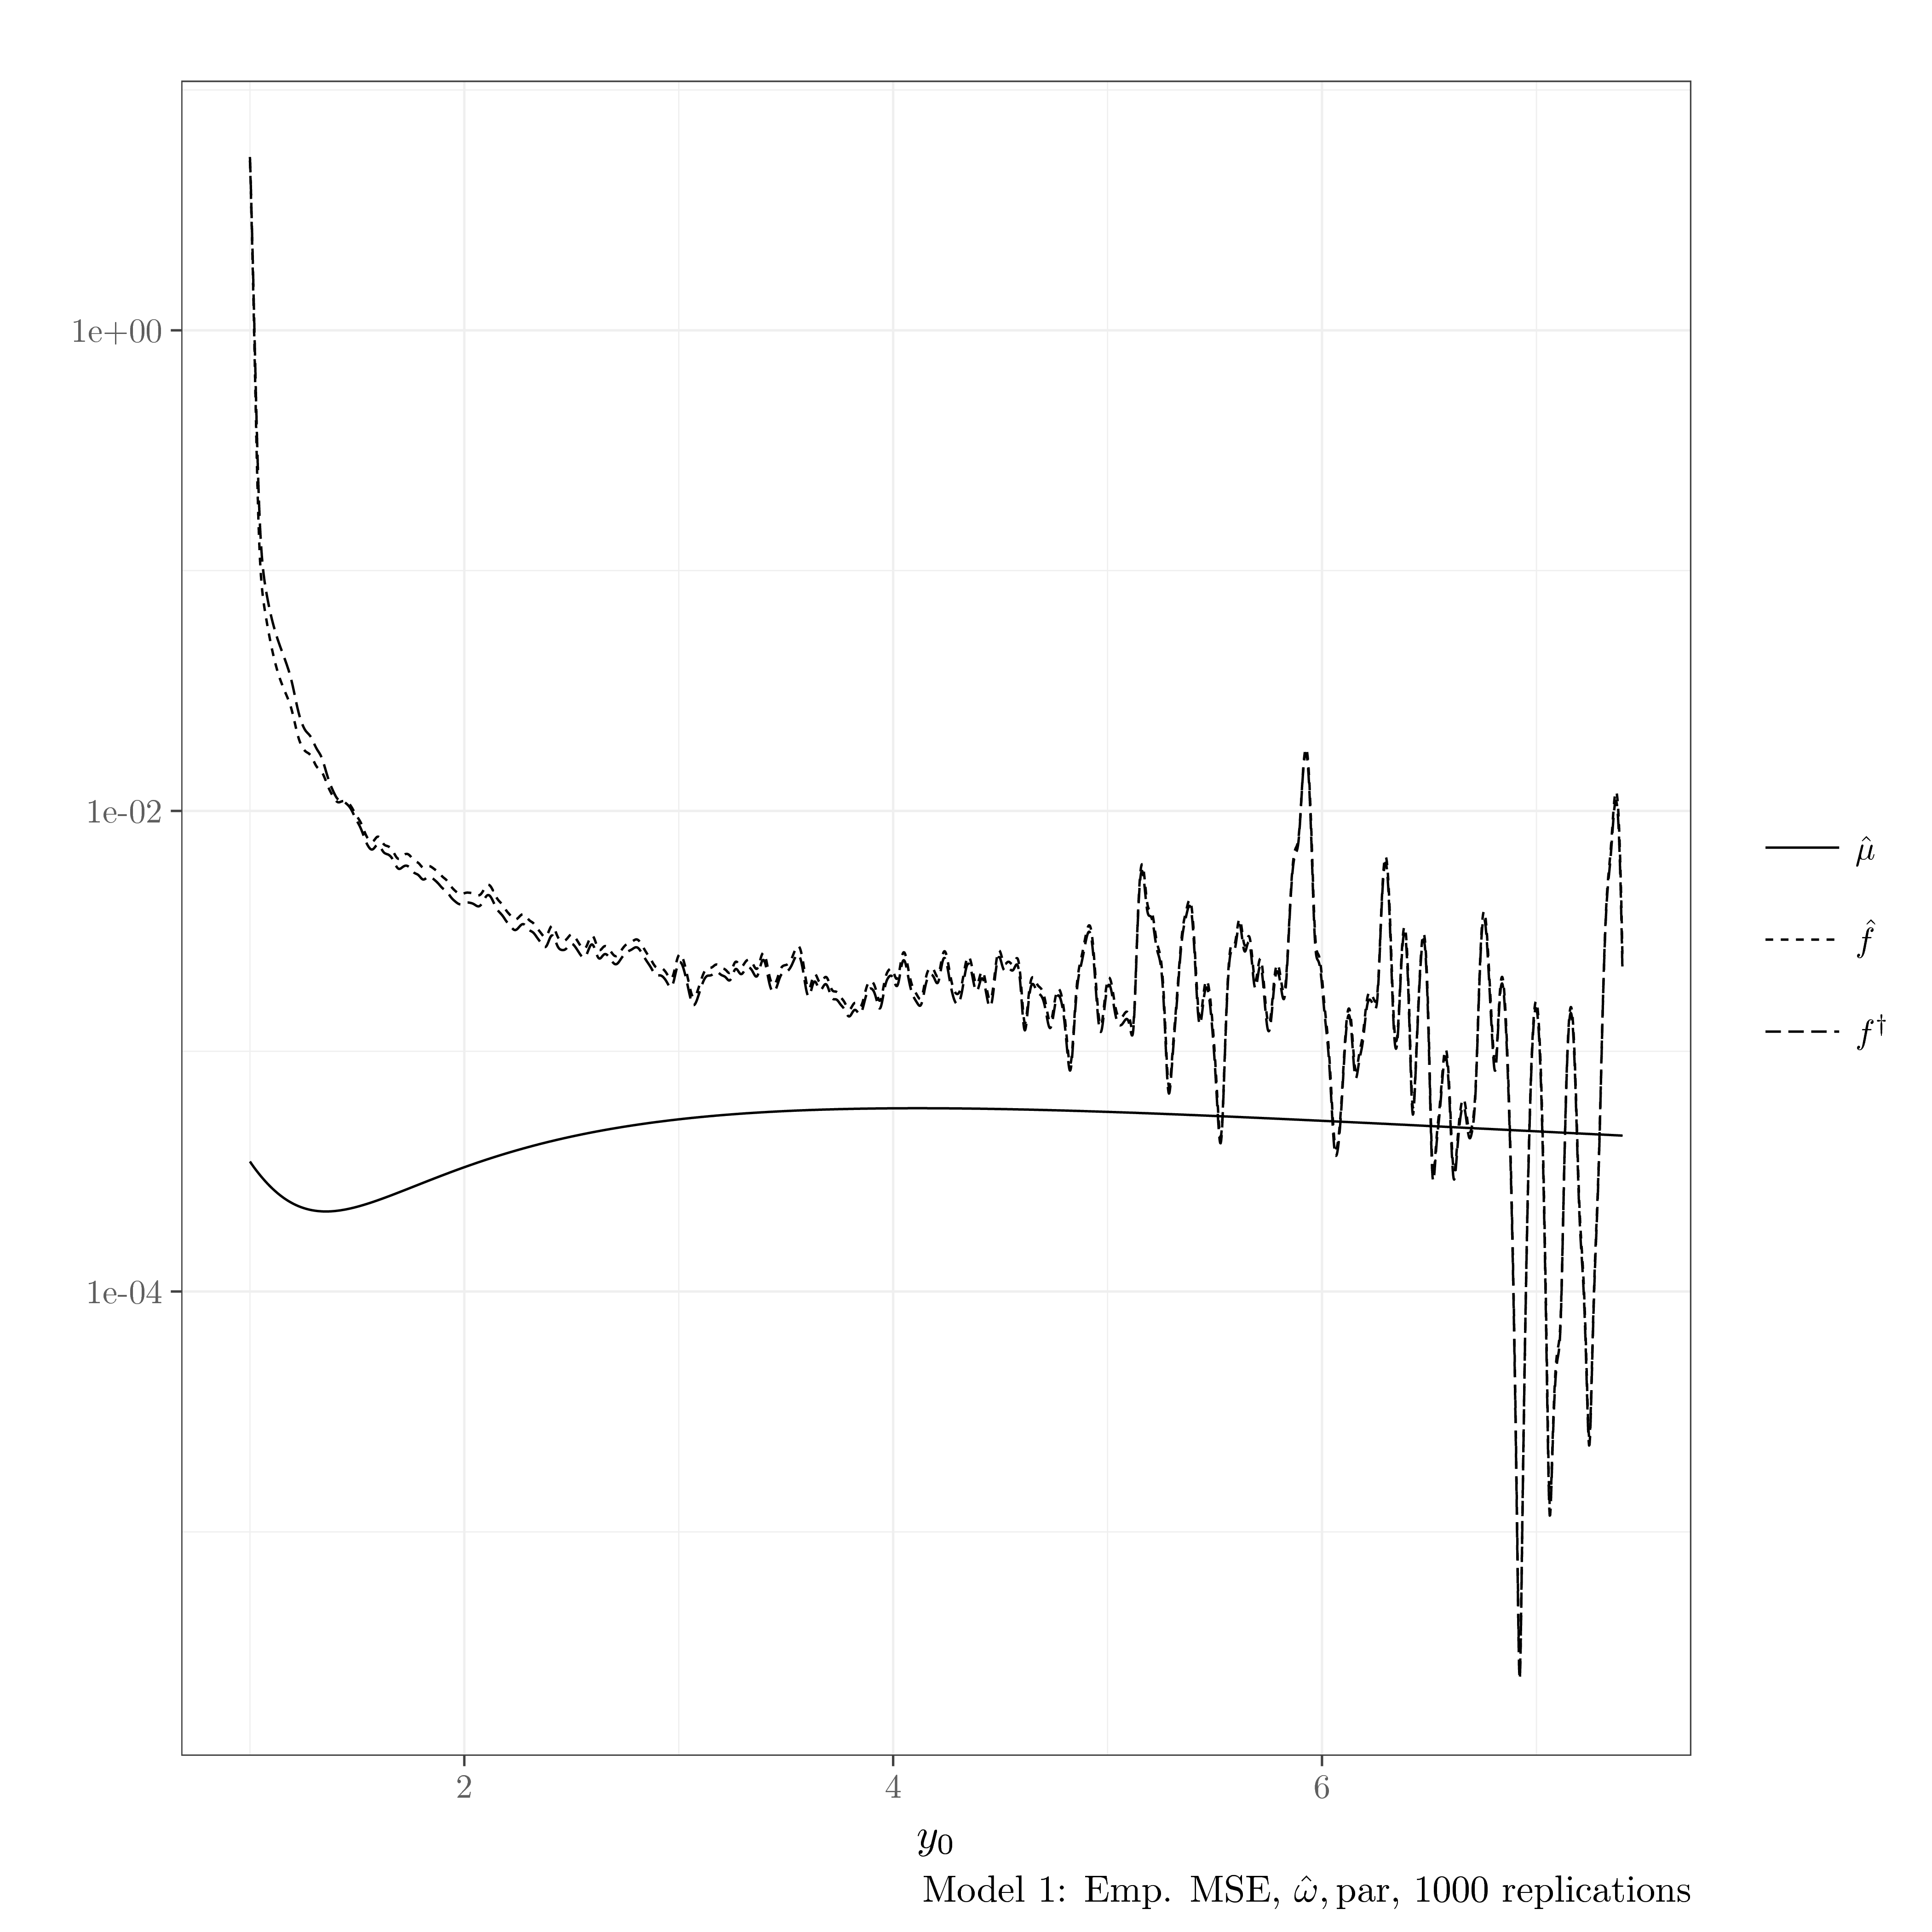 1e+00
1e-02
1e-04
2
4
6
y₀
Model 1: Emp. MSE, ω̂, par, 1000 replications
μ̂
f̂
f†